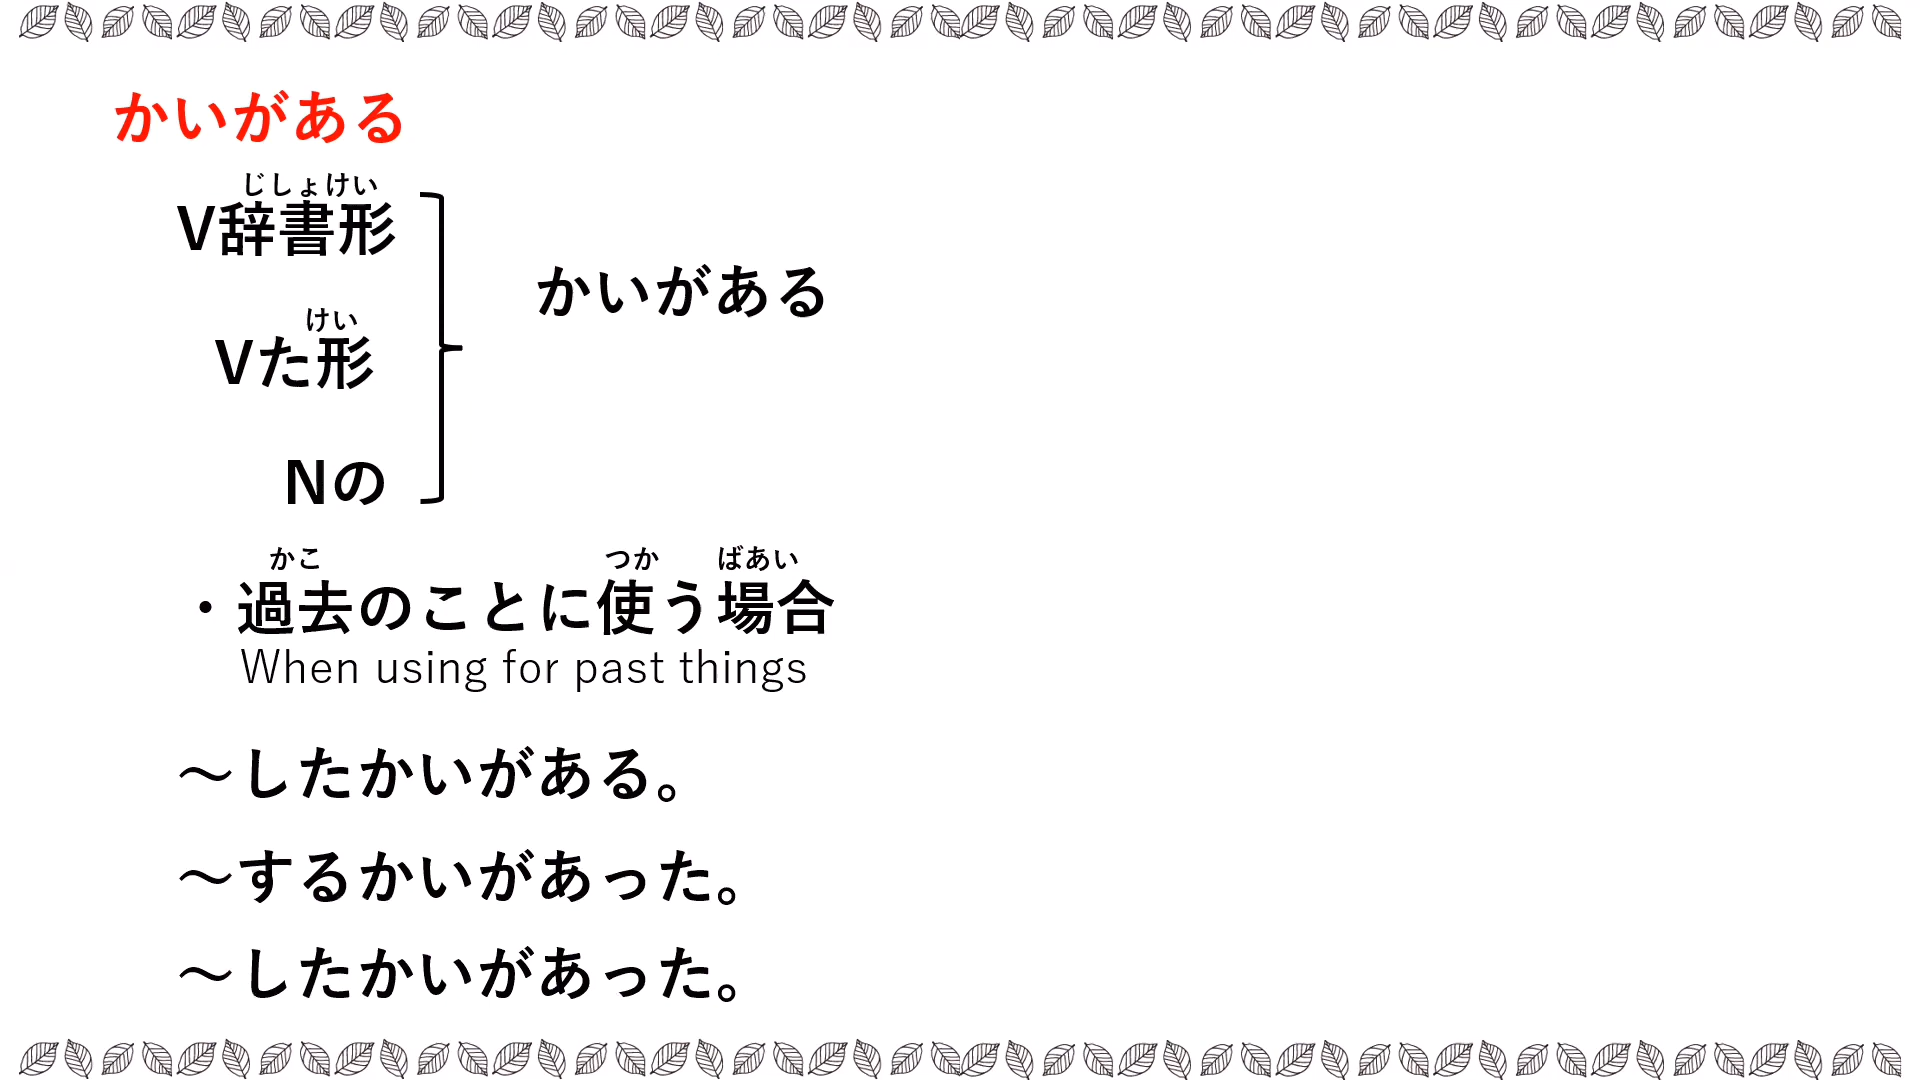 かいがある
じしょけい
V辞書形
かいがある
けい
Vた形
Nの
かこ つか ばあい
・過去のことに使う場合
When using for past things
～したかいがある。
～するかいがあった。
～したかいがあった。